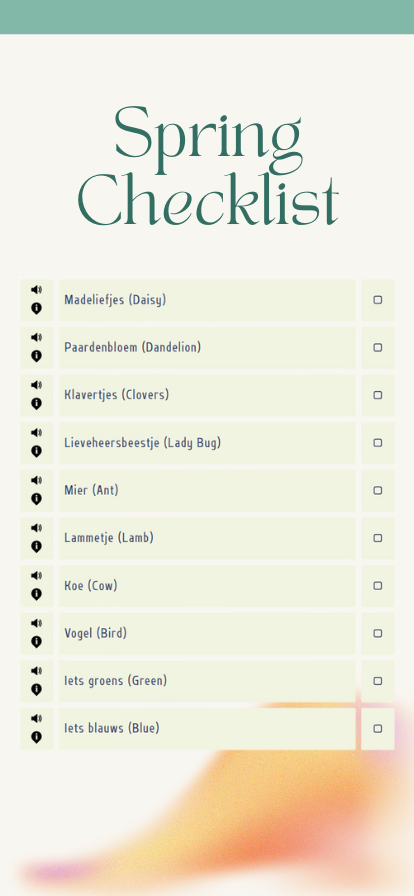 Spring
Checklist
Madeliefjes (Daisy)
Paardenbloem (Dandelion)
Klavertjes (Clovers)
Lieveheersbeestje (Lady Bug)
Mier (Ant)
Lammetje (Lamb)
Koe (Cow)
Vogel (Bird)
Iets groens (Green)
Iets blauws (Blue)